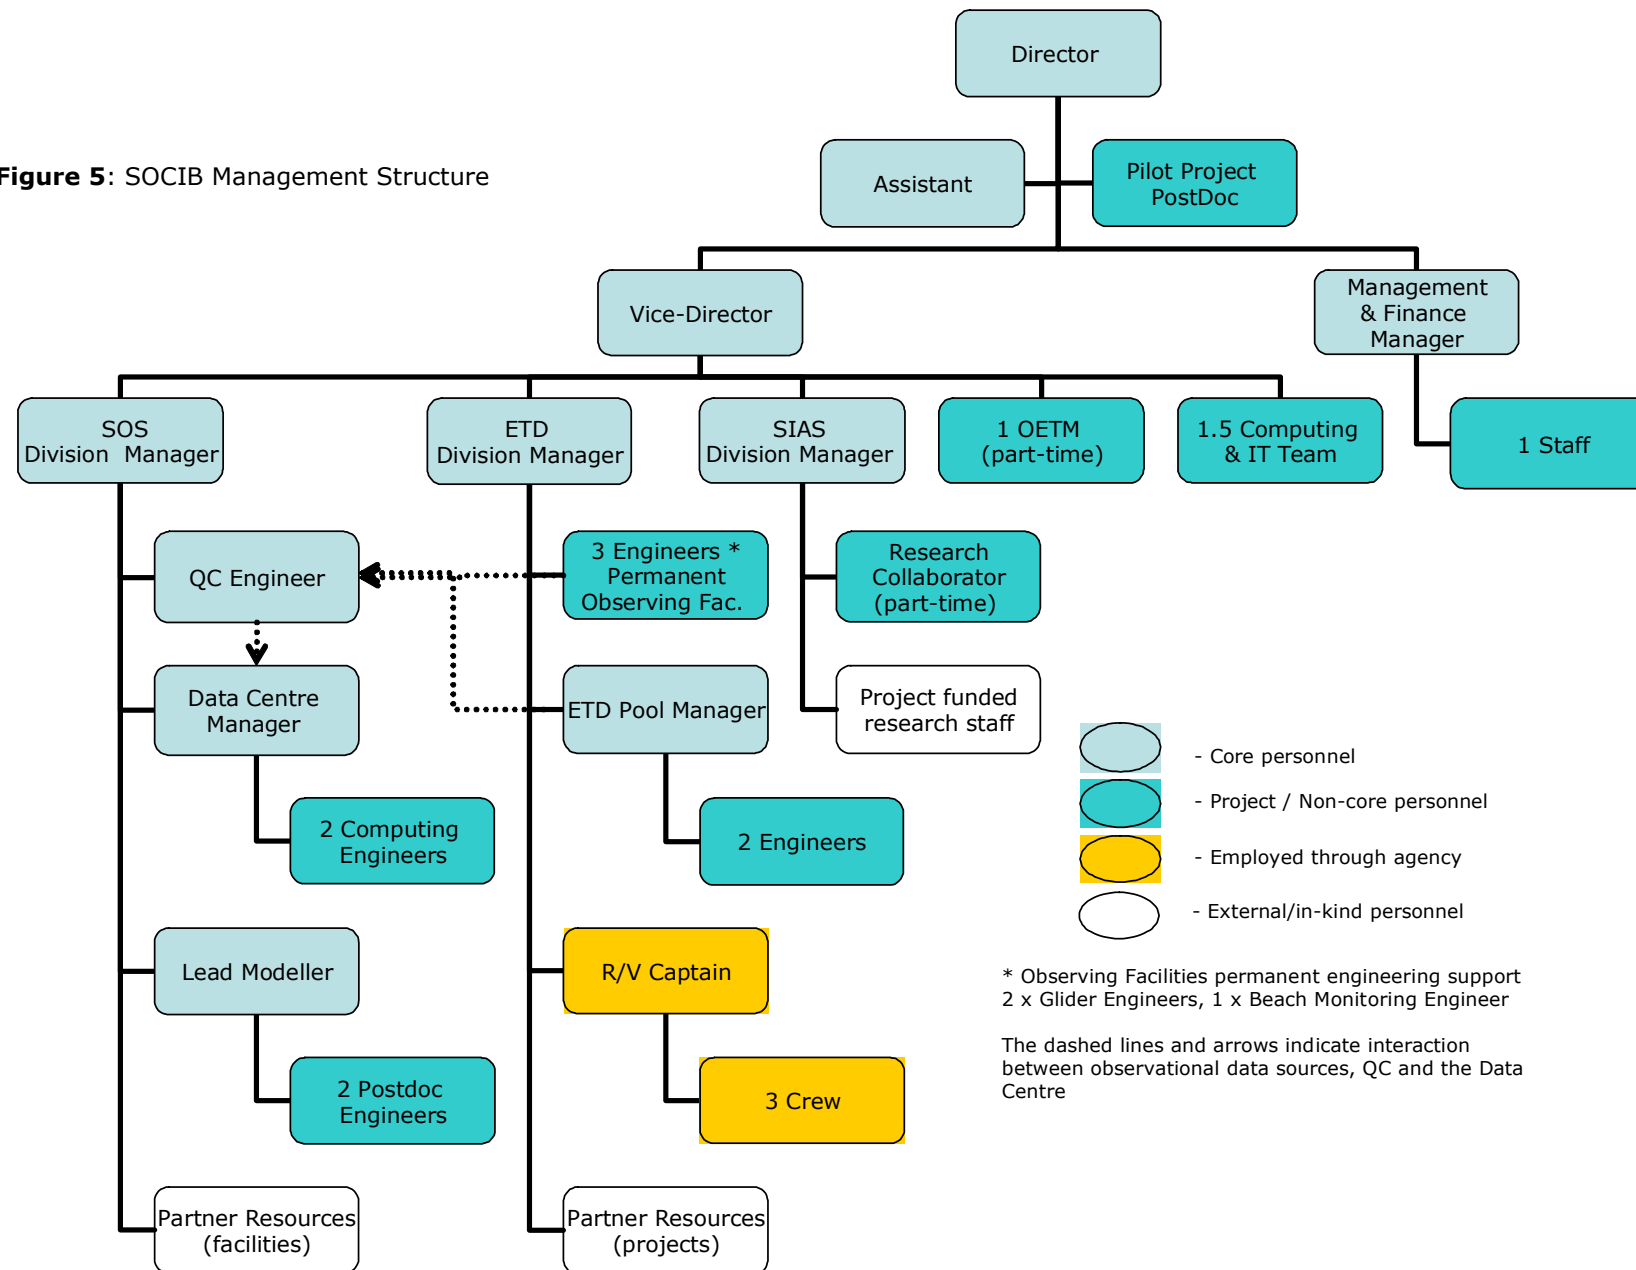 Director
Figure 5: SOCIB Management Structure
Assistant
Pilot Project
PostDoc
Vice-Director
Management
& Finance
Manager
SOS
Division Manager
ETD
Division Manager
SIAS
Division Manager
1 OETM
(part-time)
1.5 Computing
& IT Team
1 Staff
QC Engineer
3 Engineers *
Permanent
Observing Fac.
Research
Collaborator
(part-time)
Data Centre
Manager
ETD Pool Manager
Project funded
research staff
- Core personnel
- Project / Non-core personnel
- Employed through agency
- External/in-kind personnel
2 Computing
Engineers
2 Engineers
Lead Modeller
R/V Captain
* Observing Facilities permanent engineering support
2 x Glider Engineers, 1 x Beach Monitoring Engineer
The dashed lines and arrows indicate interaction
between observational data sources, QC and the Data
Centre
2 Postdoc
Engineers
3 Crew
Partner Resources
(facilities)
Partner Resources
(projects)